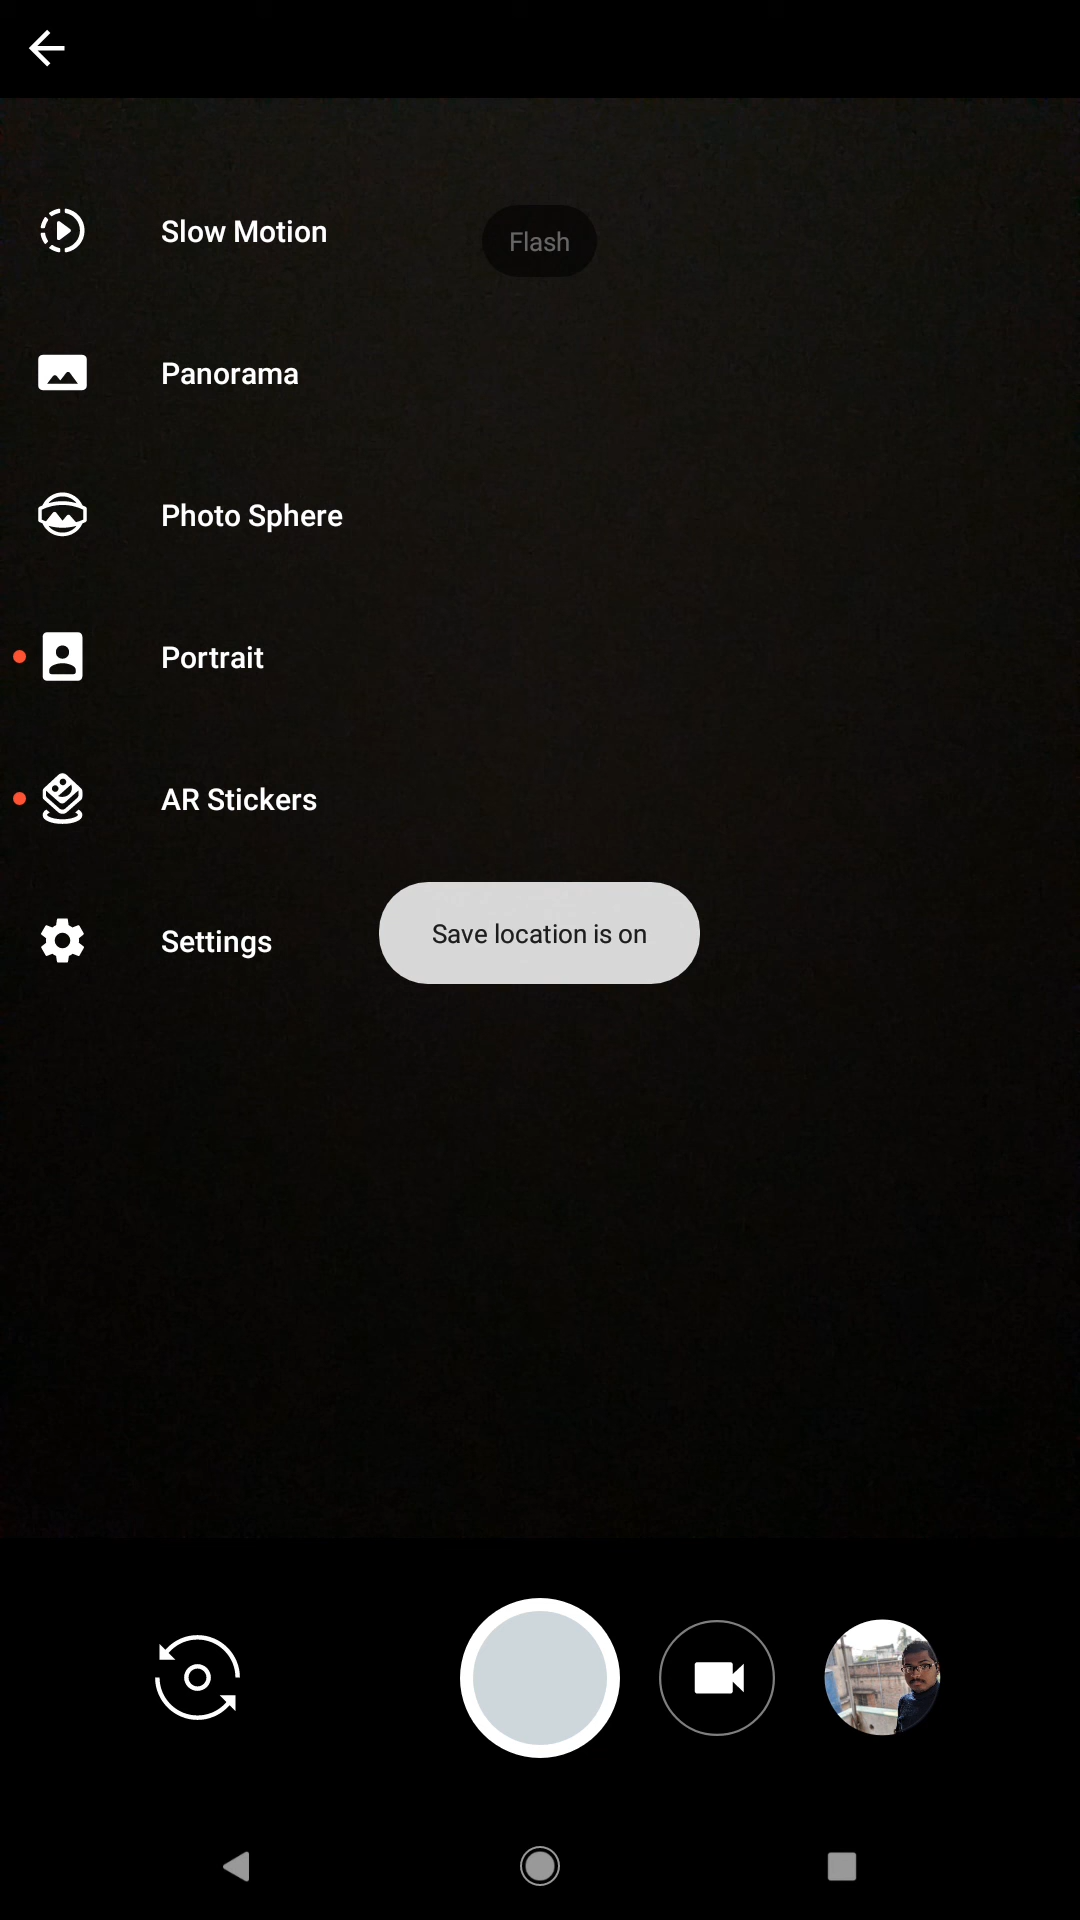 Slow Motion
Flash
Panorama
Photo Sphere
Portrait
AR Stickers
Settings
Save location is on